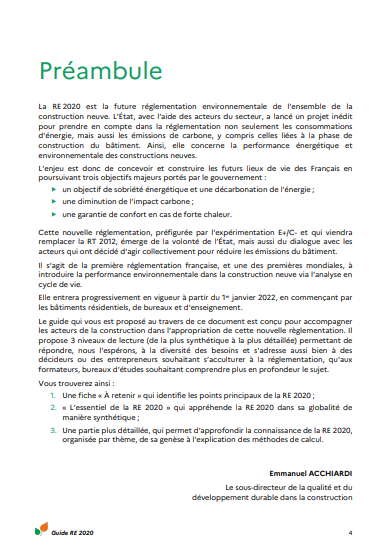 Préambule
La RE2020 est la future réglementation environnementale de l'ensemble de la
construction neuve. L'État, avec l'aide des acteurs du secteur, a lancé un projet inédit
pour prendre en compte dans la réglementation non seulement les consommations
d'énergie, mais aussi les émissions de carbone, y compris celles liées à la phase de
construction du bâtiment. Ainsi, elle concerne la performance énergétique et
environnementale des constructions neuves.
L'enjeu est donc de concevoir et construire les futurs lieux de vie des Français en
poursuivant trois objectifs majeurs portés par le gouvernement :
▶ un objectif de sobriété énergétique et une décarbonation de l'énergie ;
▶ une diminution de l'impact carbone ;
▶ une garantie de confort en cas de forte chaleur.
Cette nouvelle réglementation, préfigurée par l'expérimentation E+/C- et qui viendra
remplacer la RT 2012, émerge de la volonté de l'État, mais aussi du dialogue avec les
acteurs qui ont décidé d'agir collectivement pour réduire les émissions du bâtiment.
Il s'agit de la première réglementation française, et une des premières mondiales, à
introduire la performance environnementale dans la construction neuve via l'analyse en
cycle de vie.
Elle entrera progressivement en vigueur à partir du 1er janvier 2022, en commençant par
les bâtiments résidentiels, de bureaux et d'enseignement.
Le guide qui vous est proposé au travers de ce document est conçu pour accompagner
les acteurs de la construction dans l'appropriation de cette nouvelle réglementation. Il
propose 3 niveaux de lecture (de la plus synthétique à la plus détaillée) permettant de
répondre, nous l'espérons, à la diversité des besoins et s'adresse aussi bien à des
décideurs ou des entrepreneurs souhaitant s'acculturer à la réglementation, qu'aux
formateurs, bureaux d'études souhaitant comprendre plus en profondeur le sujet.
Vous trouverez ainsi :
1. Une fiche « À retenir » qui identifie les points principaux de la RE 2020 ;
2. « L'essentiel de la RE 2020 » qui appréhende la RE 2020 dans sa globalité de
manière synthétique ;
3. Une partie plus détaillée, qui permet d'approfondir la connaissance de la RE 2020,
organisée par thème, de sa genèse à l'explication des méthodes de calcul.
Emmanuel ACCHIARDI
Le sous-directeur de la qualité et du
développement durable dans la construction
Guide RE 2020 4